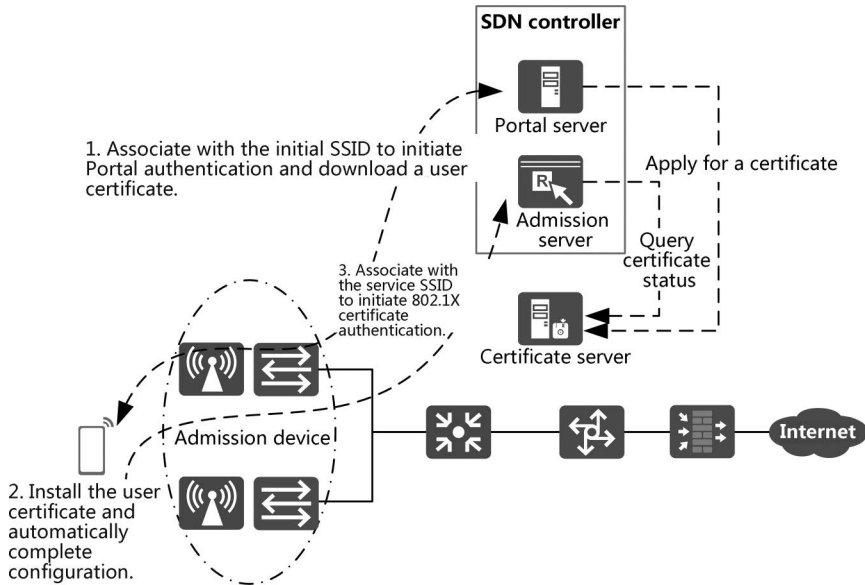 SDN controller
Portal server
1. Associate with the initial SSID to initiate
Portal authentication and download a user
certificate.
Apply for a certificate
R
Admission
server
Query
certificate
status
3. Associate with
the service SSID
to initiate 802.1X
certificate
authentication.
Certificate server
Admission device
Internet
2. Install the user
certificate and
automatically
complete
configuration.